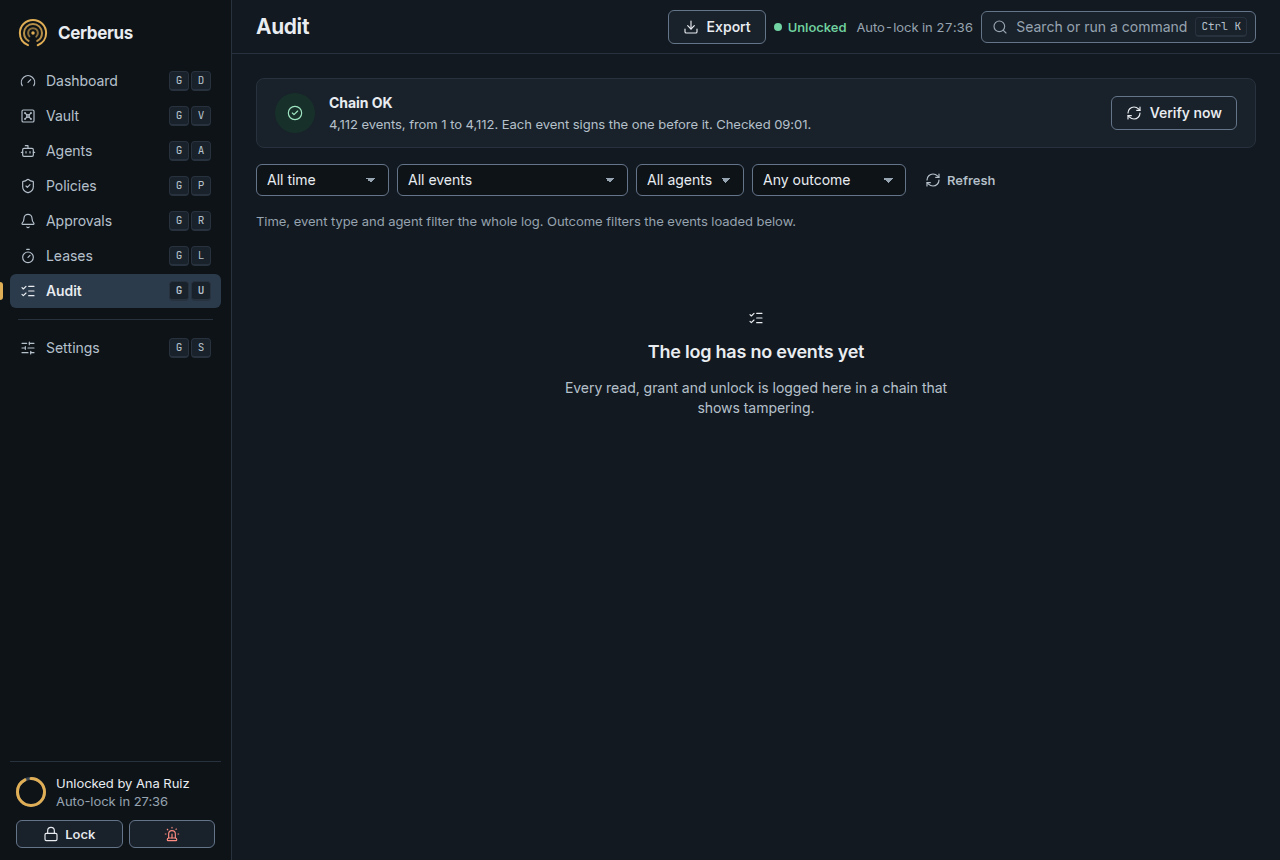 Cerberus
Dashboard G D
Vault G V
Agents G A
Policies G P
Approvals G R
Leases G L
Audit G U
Settings G S
Unlocked by Ana Ruiz
Auto-lock in 27:36
Lock
Audit
Export
Unlocked Auto-lock in 27:36
Search or run a command Ctrl K
Chain OK
4,112 events, from 1 to 4,112. Each event signs the one before it. Checked 09:01.
Verify now
All time All events All agents Any outcome Refresh
Time, event type and agent filter the whole log. Outcome filters the events loaded below.
The log has no events yet
Every read, grant and unlock is logged here in a chain that
shows tampering.